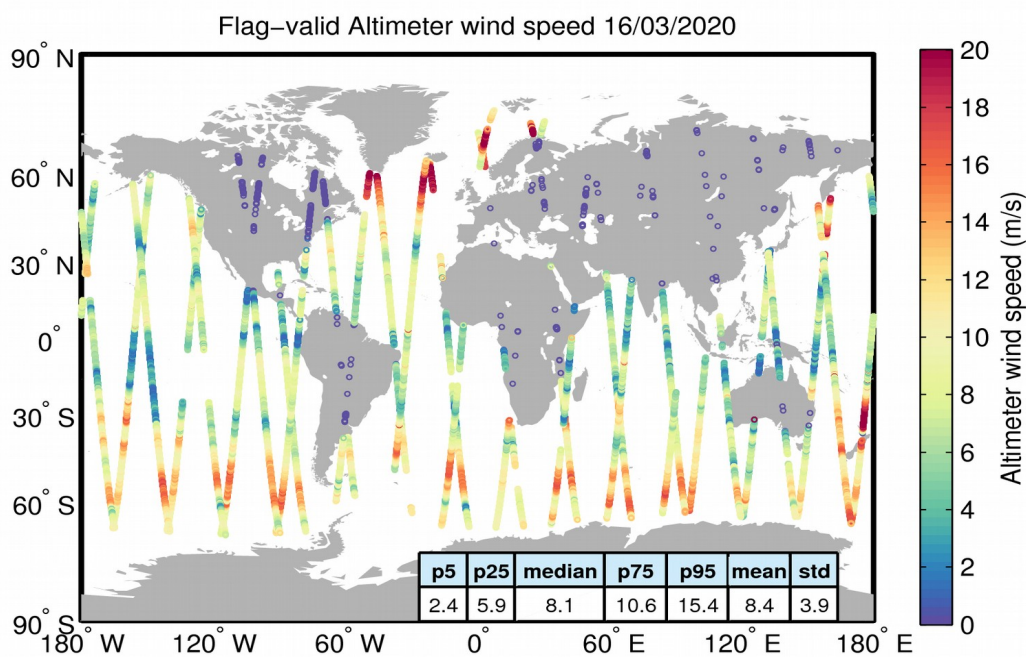 Flag−valid Altimeter wind speed 16/03/2020
90° N
60° N
30° N
0°
30° S
60° S
90° S
180° W
120° W
60° W
0°
60° E
120° E
180° E
p5 p25 median p75 p95 mean std
2.4 5.9 8.1 10.6 15.4 8.4 3.9
20
18
16
14
12
10
8
6
4
2
0
Altimeter wind speed (m/s)